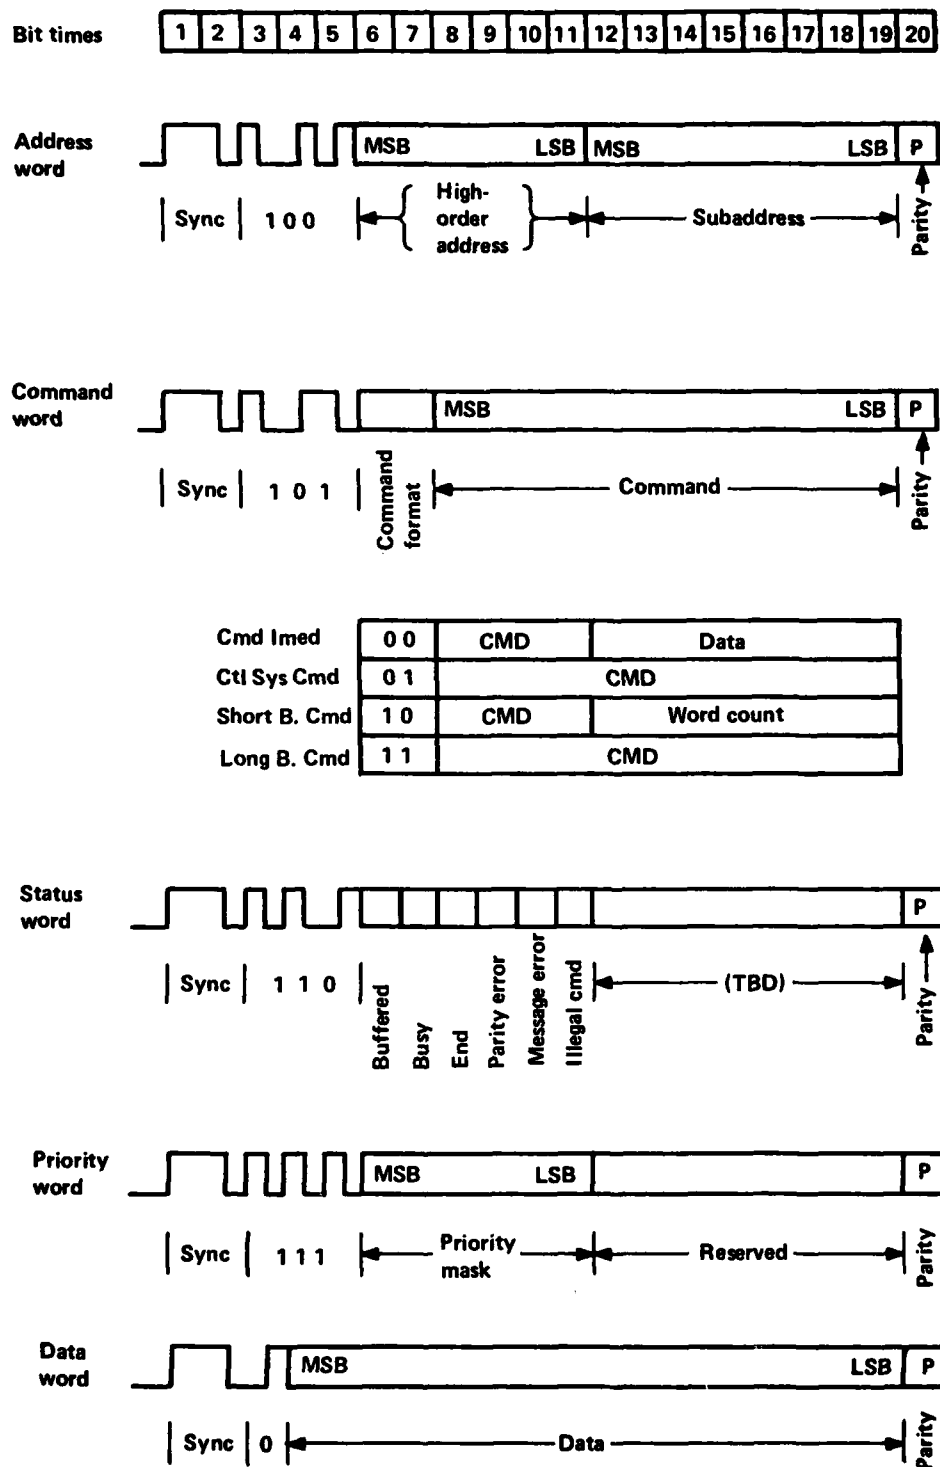 Bit times 1 2 3 4 5 6 7 8 9 10 11 12 13 14 15 16 17 18 19 20
Address word MSB LSB MSB LSB P
Sync 1 0 0 High-order address Subaddress Parity
Command word MSB LSB P
Sync 1 0 1 Command format Command Parity
Cmd Imed 0 0 CMD Data
Ctl Sys Cmd 0 1 CMD
Short B. Cmd 1 0 CMD Word count
Long B. Cmd 1 1 CMD
Status word P
Sync 1 1 0 Buffered Busy End Parity error Message error Illegal cmd (TBD) Parity
Priority word MSB LSB P
Sync 1 1 1 Priority mask Reserved Parity
Data word MSB LSB P
Sync 0 Data Parity